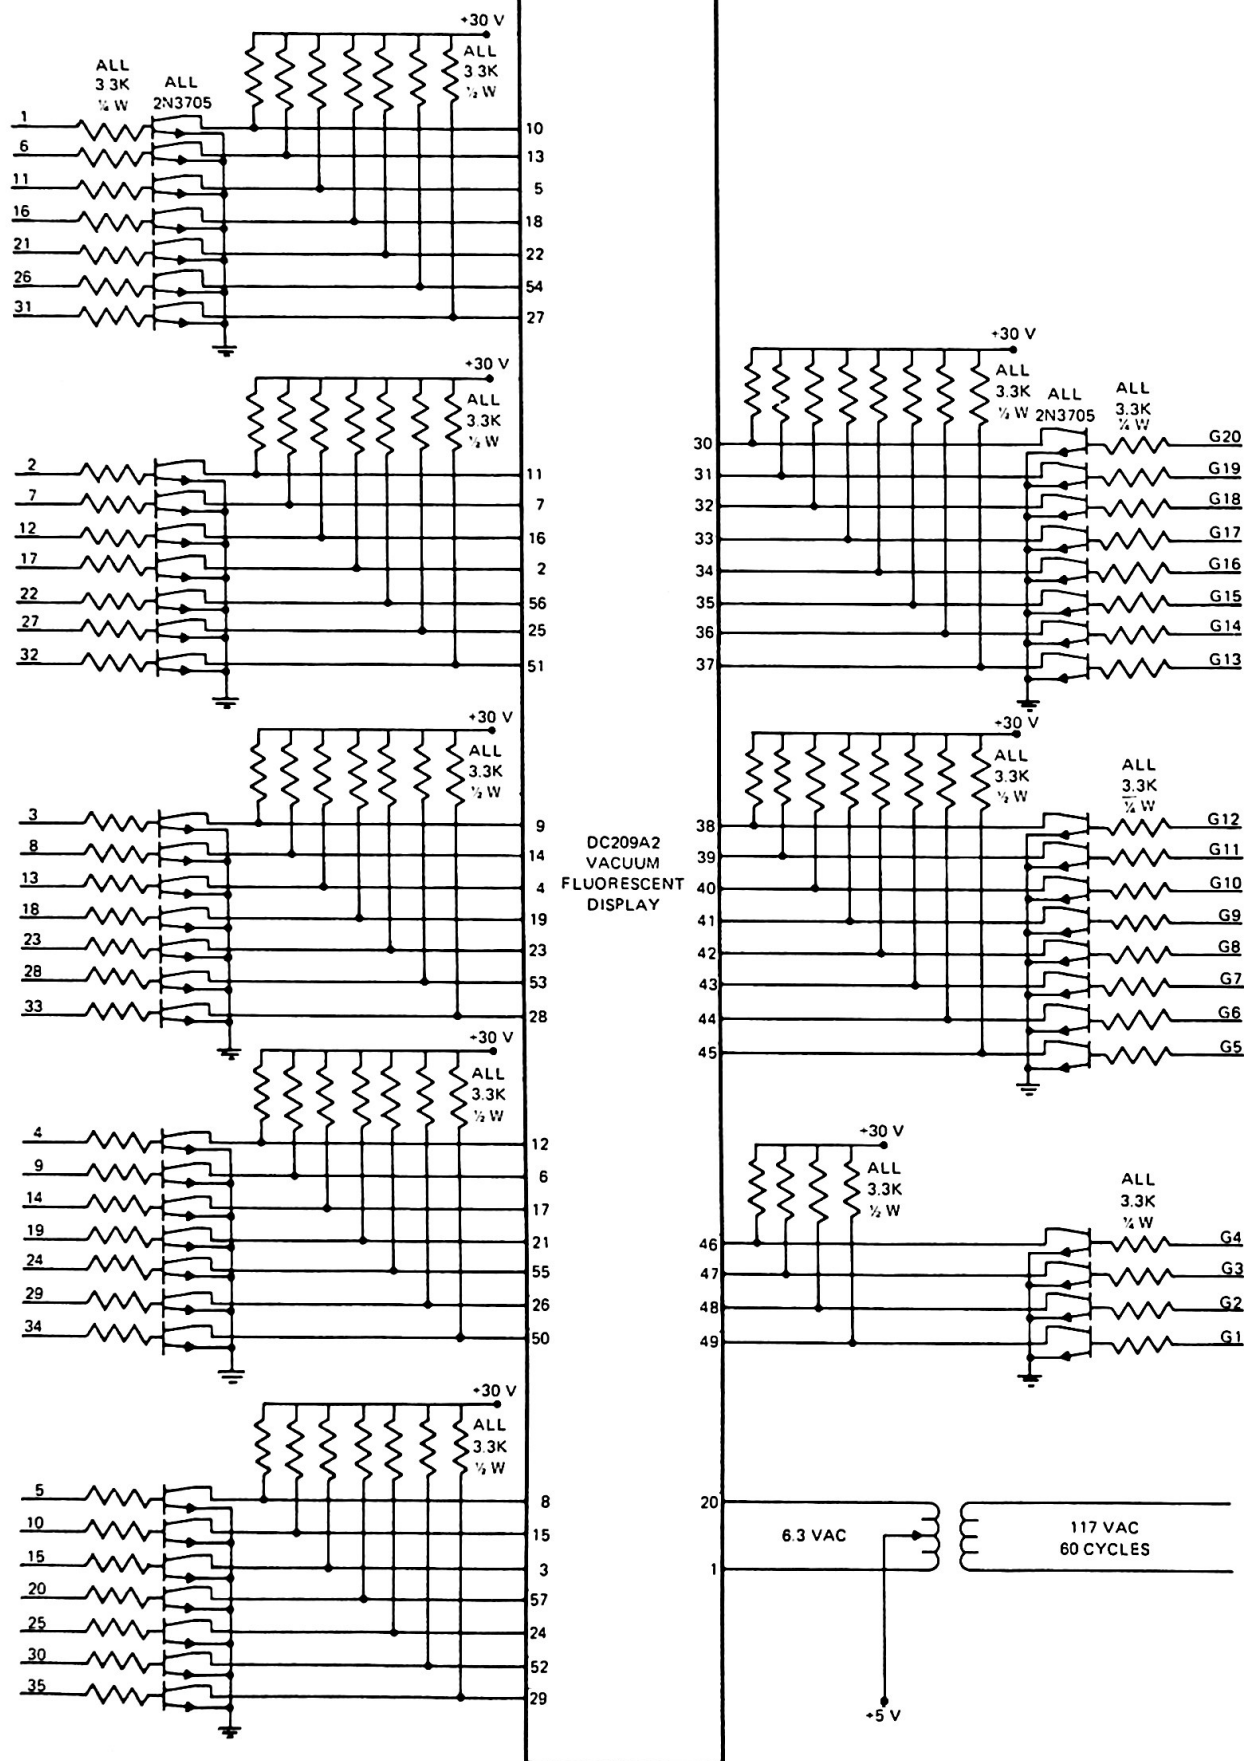 +30 V
ALL
3.3K
½ W
ALL
3.3K
¼ W
ALL
2N3705
1
6
11
16
21
26
31
10
13
5
18
22
54
27
+30 V
ALL
3.3K
½ W
2
7
12
17
22
27
32
11
7
16
2
56
25
51
+30 V
ALL
3.3K
½ W
3
8
13
18
23
28
33
9
14
4
19
23
53
28
+30 V
ALL
3.3K
½ W
4
9
14
19
24
29
34
12
6
17
21
55
26
50
+30 V
ALL
3.3K
½ W
5
10
15
20
25
30
35
8
15
3
57
24
52
29
DC209A2
VACUUM
FLUORESCENT
DISPLAY
+30 V
ALL
3.3K
½ W
ALL
2N3705
ALL
3.3K
¼ W
30
31
32
33
34
35
36
37
G20
G19
G18
G17
G16
G15
G14
G13
+30 V
ALL
3.3K
½ W
ALL
3.3K
¼ W
38
39
40
41
42
43
44
45
G12
G11
G10
G9
G8
G7
G6
G5
+30 V
ALL
3.3K
½ W
ALL
3.3K
¼ W
46
47
48
49
G4
G3
G2
G1
20
1
6.3 VAC
117 VAC
60 CYCLES
+5 V